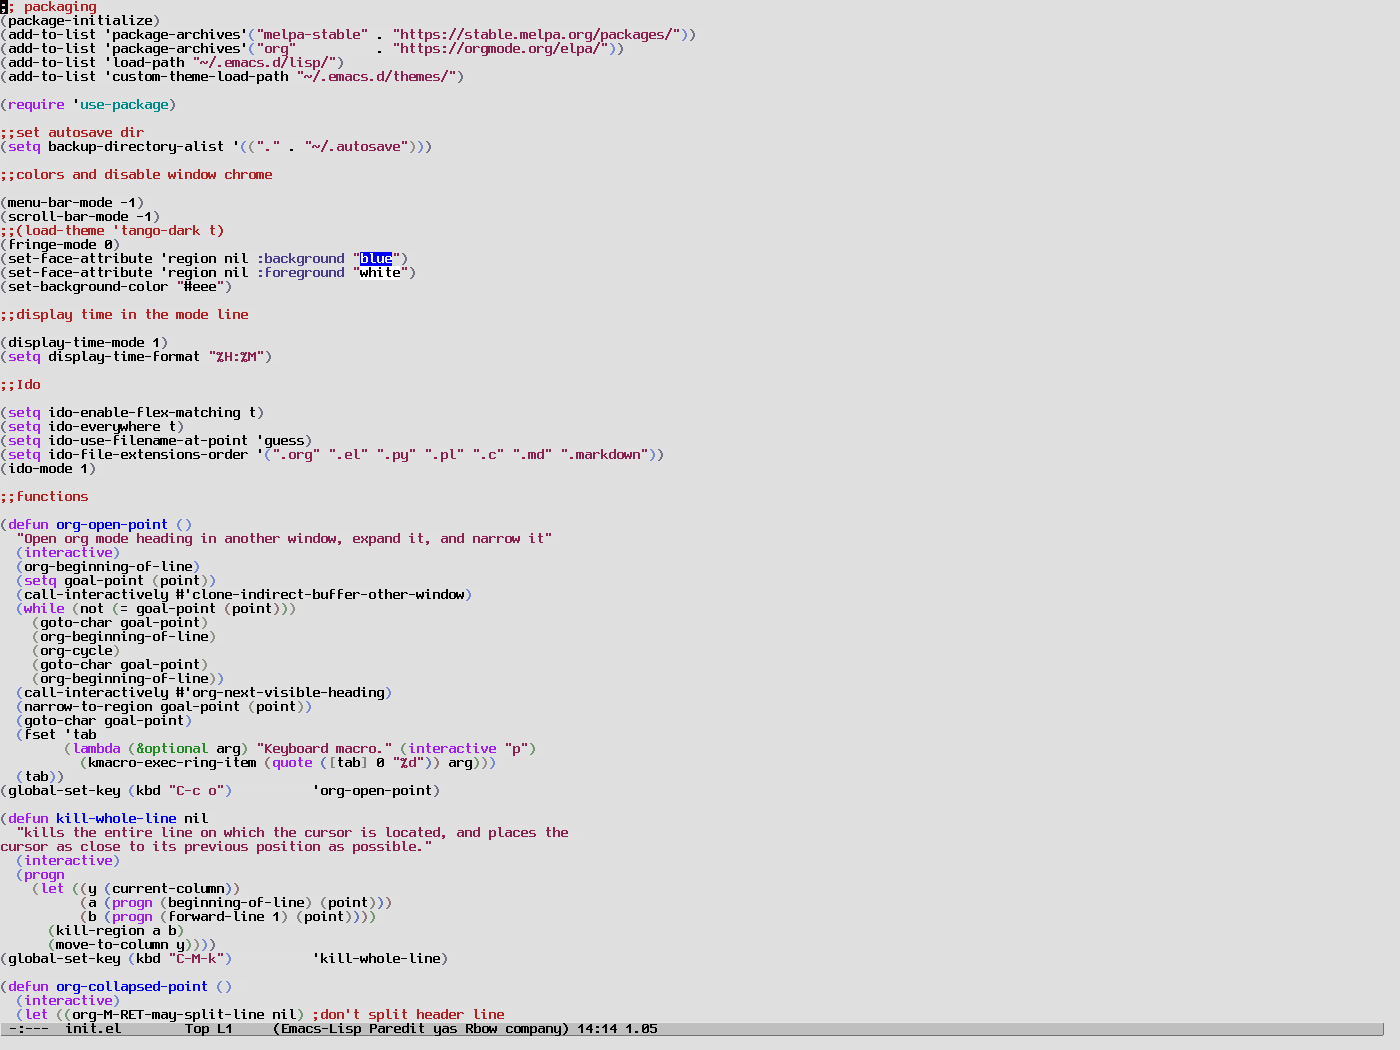 ;; packaging
(package-initialize)
(add-to-list 'package-archives'("melpa-stable" . "https://stable.melpa.org/packages/"))
(add-to-list 'package-archives'("org"          . "https://orgmode.org/elpa/"))
(add-to-list 'load-path "~/.emacs.d/lisp/")
(add-to-list 'custom-theme-load-path "~/.emacs.d/themes/")

(require 'use-package)

;;set autosave dir
(setq backup-directory-alist '(("." . "~/.autosave")))

;;colors and disable window chrome

(menu-bar-mode -1)
(scroll-bar-mode -1)
;;(load-theme 'tango-dark t)
(fringe-mode 0)
(set-face-attribute 'region nil :background "blue")
(set-face-attribute 'region nil :foreground "white")
(set-background-color "#eee")

;;display time in the mode line

(display-time-mode 1)
(setq display-time-format "%H:%M")

;;Ido

(setq ido-enable-flex-matching t)
(setq ido-everywhere t)
(setq ido-use-filename-at-point 'guess)
(setq ido-file-extensions-order '(".org" ".el" ".py" ".pl" ".c" ".md" ".markdown"))
(ido-mode 1)

;;functions

(defun org-open-point ()
  "Open org mode heading in another window, expand it, and narrow it"
  (interactive)
  (org-beginning-of-line)
  (setq goal-point (point))
  (call-interactively #'clone-indirect-buffer-other-window)
  (while (not (= goal-point (point)))
    (goto-char goal-point)
    (org-beginning-of-line)
    (org-cycle)
    (goto-char goal-point)
    (org-beginning-of-line))
  (call-interactively #'org-next-visible-heading)
  (narrow-to-region goal-point (point))
  (goto-char goal-point)
  (fset 'tab
        (lambda (&optional arg) "Keyboard macro." (interactive "p")
          (kmacro-exec-ring-item (quote ([tab] 0 "%d")) arg)))
  (tab))
(global-set-key (kbd "C-c o")          'org-open-point)

(defun kill-whole-line nil
  "kills the entire line on which the cursor is located, and places the
cursor as close to its previous position as possible."
  (interactive)
  (progn
    (let ((y (current-column))
          (a (progn (beginning-of-line) (point)))
          (b (progn (forward-line 1) (point))))
      (kill-region a b)
      (move-to-column y))))
(global-set-key (kbd "C-M-k")          'kill-whole-line)

(defun org-collapsed-point ()
  (interactive)
  (let ((org-M-RET-may-split-line nil) ;don't split header line
-:---  init.el        Top L1     (Emacs-Lisp Paredit yas Rbow company) 14:14 1.05